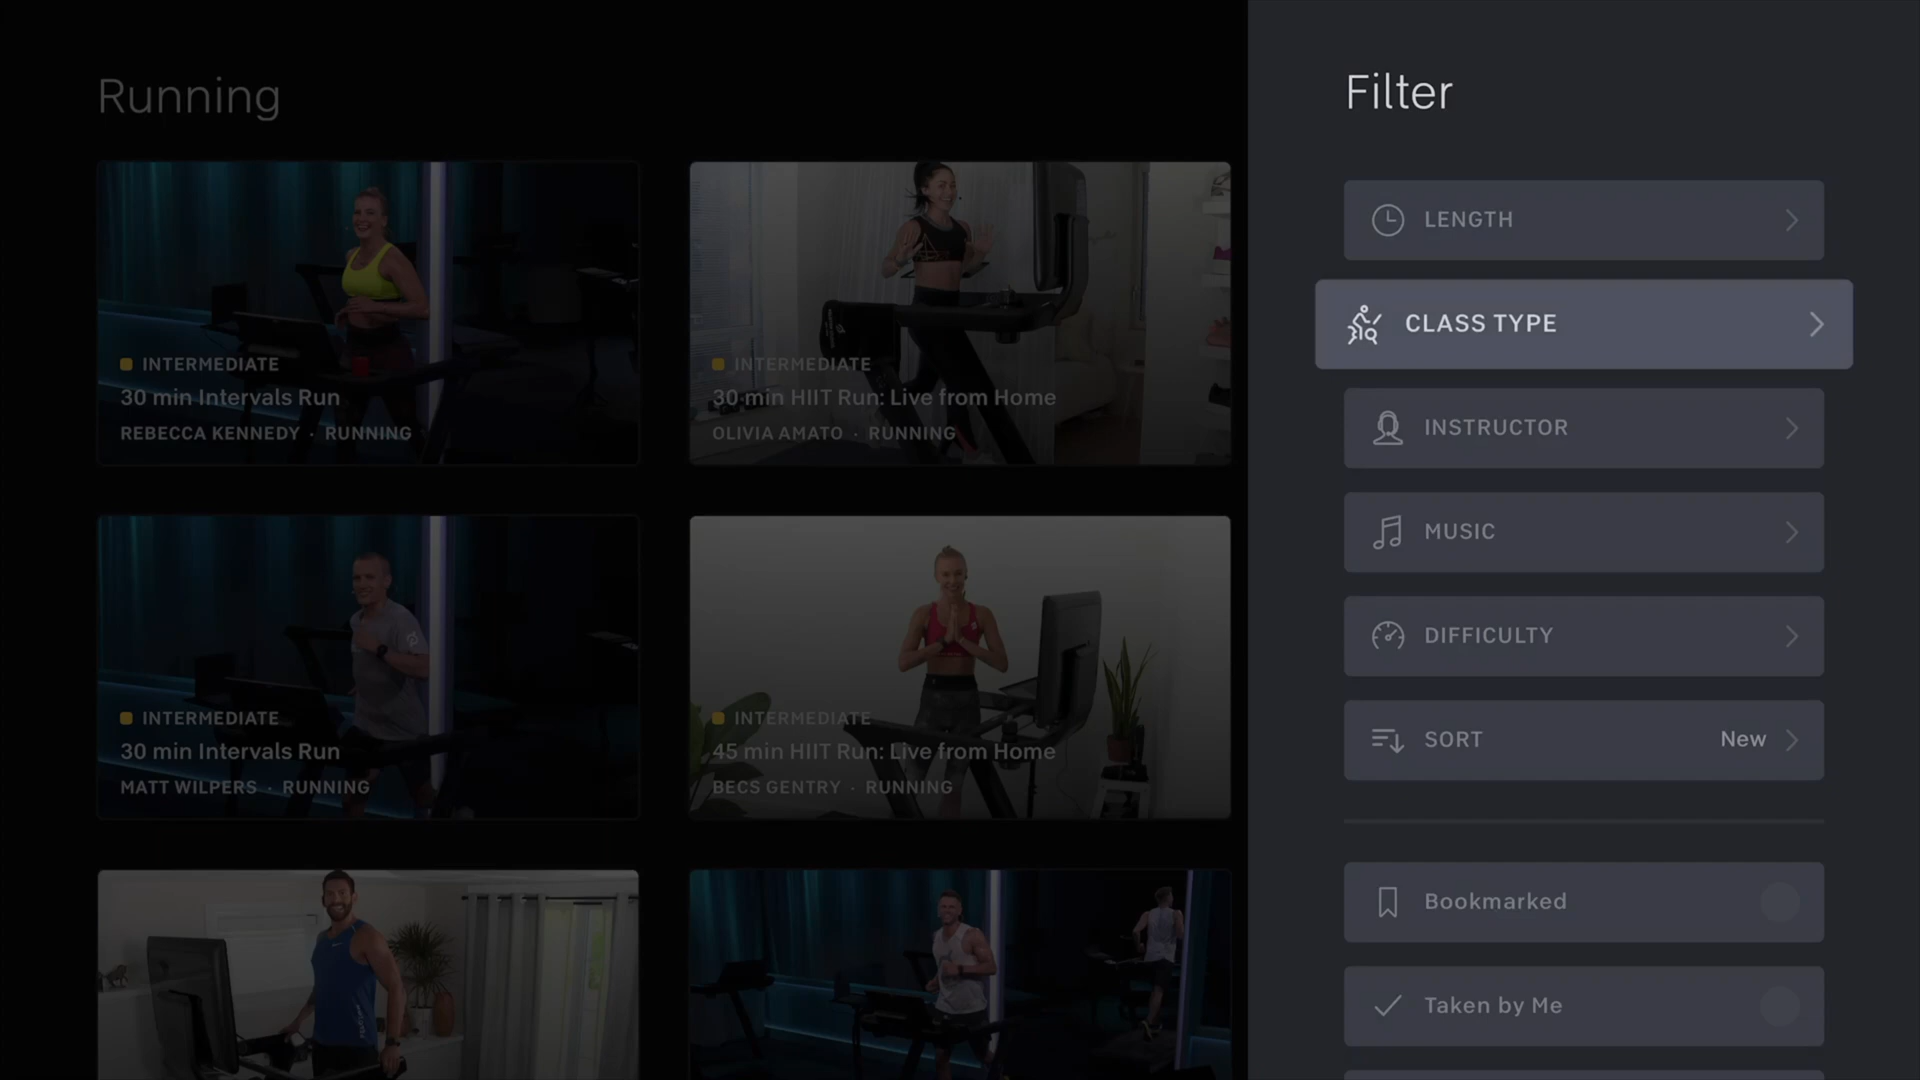 Running
INTERMEDIATE
30 min Intervals Run
REBECCA KENNEDY · RUNNING
INTERMEDIATE
30 min HIIT Run: Live from Home
OLIVIA AMATO · RUNNING
INTERMEDIATE
30 min Intervals Run
MATT WILPERS · RUNNING
INTERMEDIATE
45 min HIIT Run: Live from Home
BECS GENTRY · RUNNING
Filter
LENGTH
CLASS TYPE
INSTRUCTOR
MUSIC
DIFFICULTY
SORT New
Bookmarked
Taken by Me